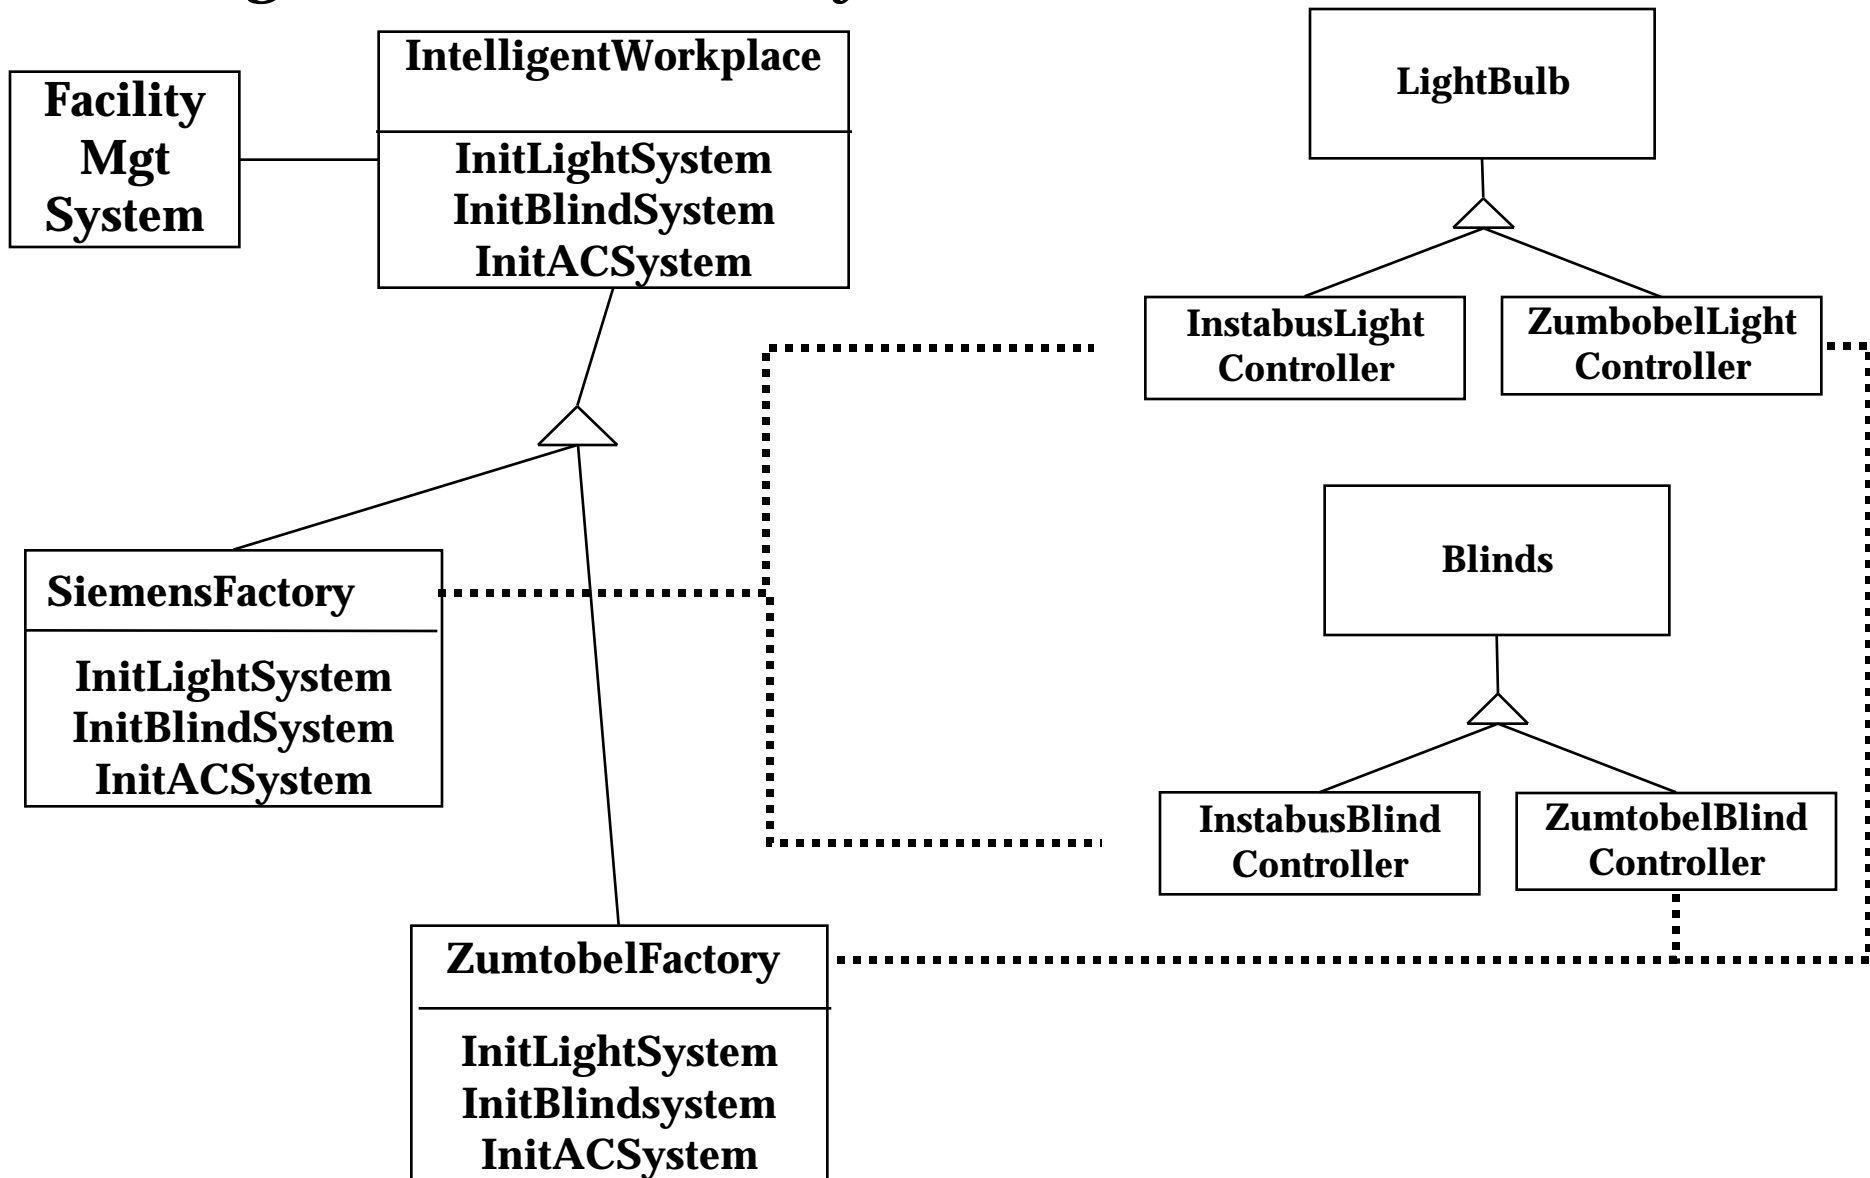 IntelligentWorkplace
Facility
Mgt
System
InitLightSystem
InitBlindSystem
InitACSystem
LightBulb
InstabusLight
Controller
ZumbobelLight
Controller
Blinds
SiemensFactory
InitLightSystem
InitBlindSystem
InitACSystem
InstabusBlind
Controller
ZumtobelBlind
Controller
ZumtobelFactory
InitLightSystem
InitBlindsystem
InitACSystem